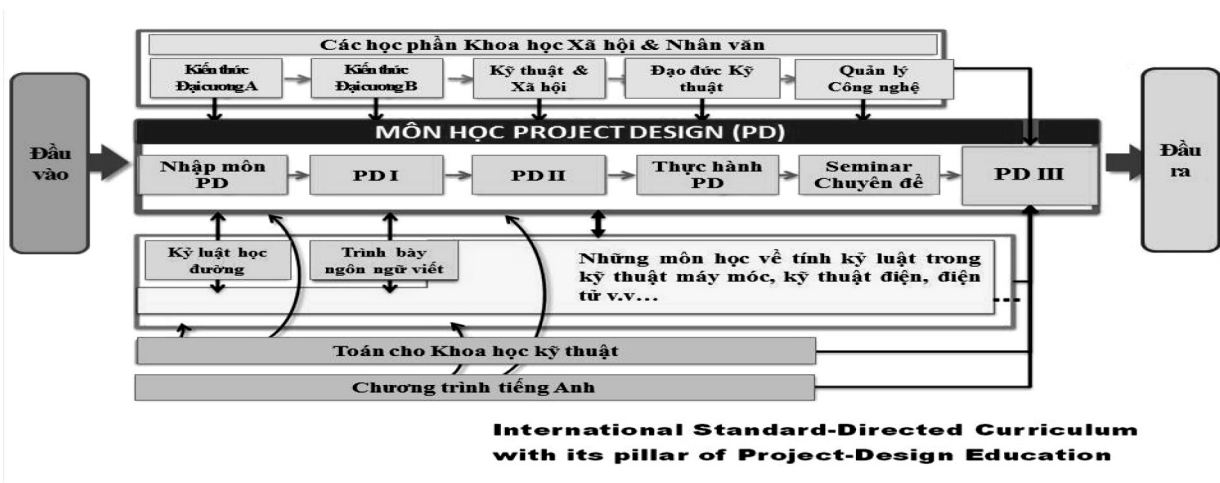 Các học phần Khoa học Xã hội & Nhân văn
Kiến thức
Đại cương A
Kiến thức
Đại cương B
Kỹ thuật &
Xã hội
Đạo đức Kỹ
thuật
Quản lý
Công nghệ
MÔN HỌC PROJECT DESIGN (PD)
Đầu
vào
Nhập môn
PD
PD I
PD II
Thực hành
PD
Seminar
Chuyên đề
PD III
Đầu
ra
Kỷ luật học
đường
Trình bày
ngôn ngữ viết
Những môn học về tính kỷ luật trong
kỹ thuật máy móc, kỹ thuật điện, điện
tử v.v...
Toán cho Khoa học kỹ thuật
Chương trình tiếng Anh
International Standard-Directed Curriculum
with its pillar of Project-Design Education